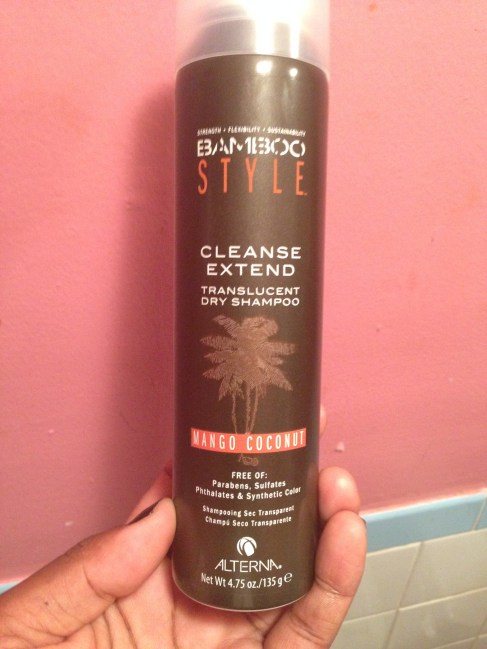 STRENGTH / FLEXIBILITY / SUSTAINABILITY
BAMBOO
STYLE™
CLEANSE
EXTEND
TRANSLUCENT
DRY SHAMPOO
MANGO COCONUT
FREE OF:
Parabens, Sulfates
Phthalates & Synthetic Color
Shampooing Sec Transparent
Champú Seco Transparente
ALTERNA
Net Wt 4.75 oz./135 g ℮